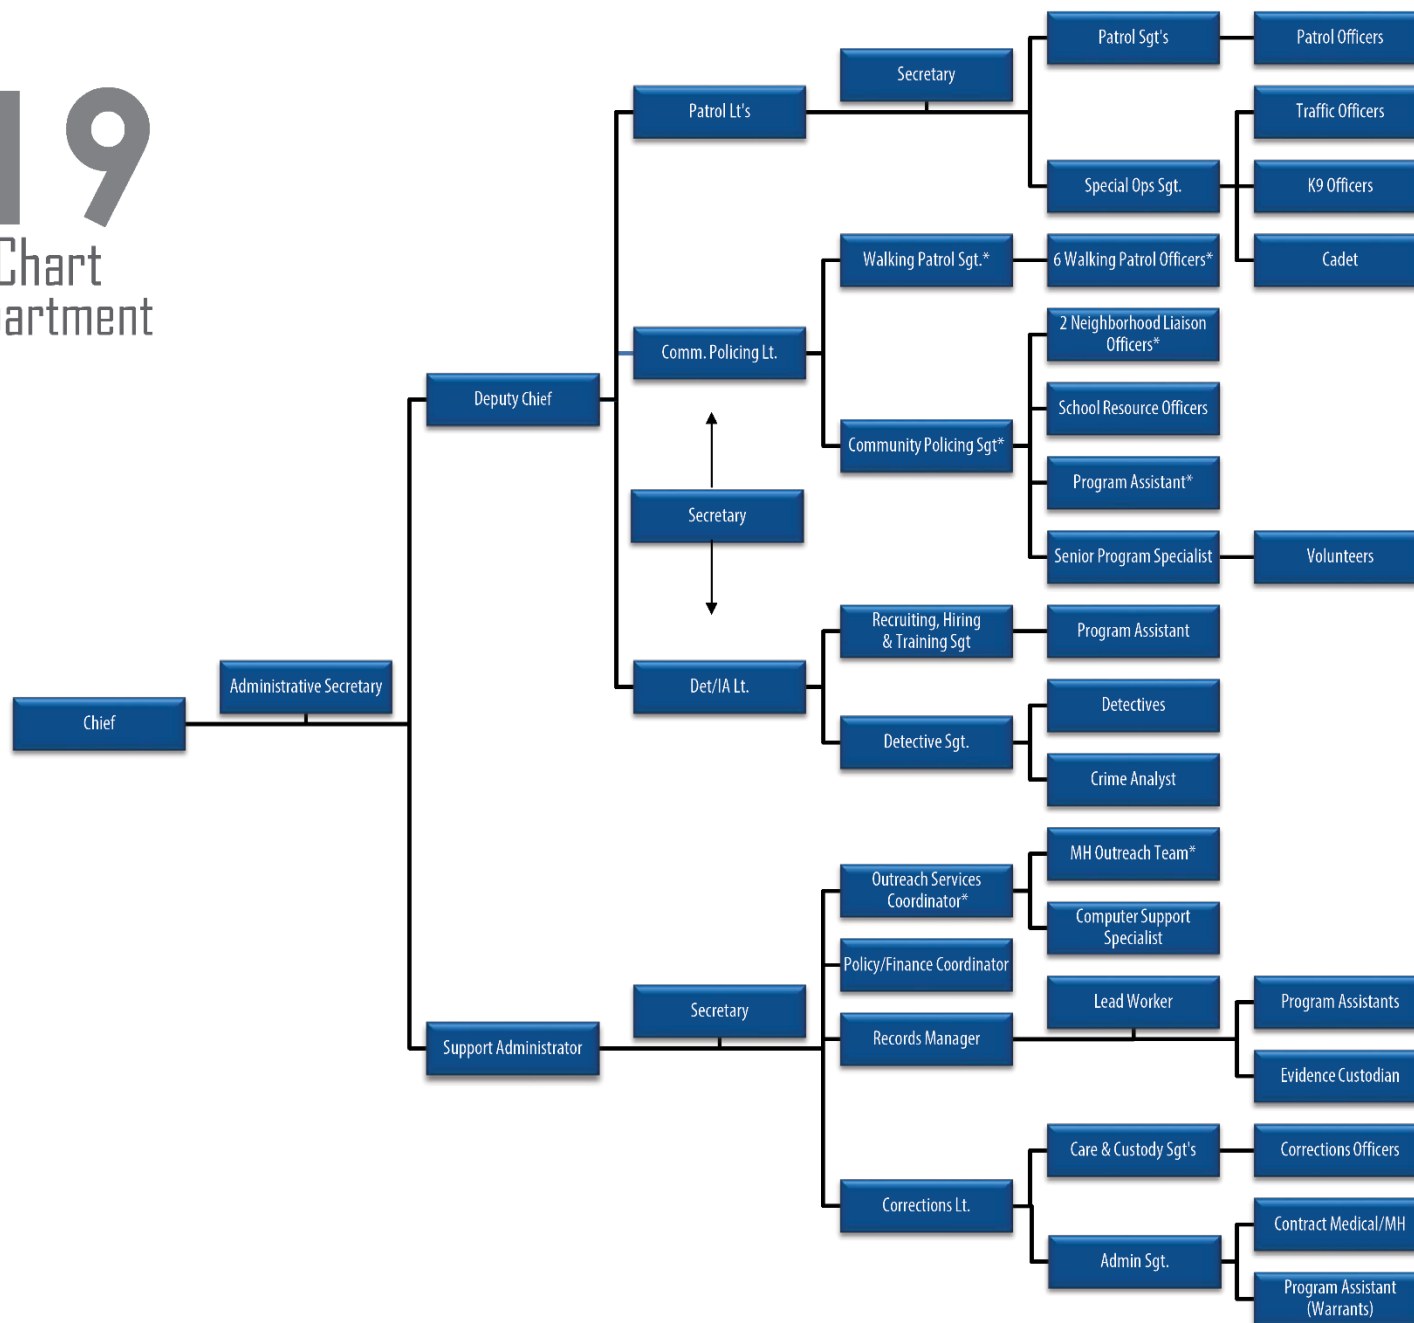 19
Chart
partment
Patrol Sgt's
Patrol Officers
Secretary
Patrol Lt's
Traffic Officers
Special Ops Sgt.
K9 Officers
Walking Patrol Sgt.*
6 Walking Patrol Officers*
Cadet
2 Neighborhood Liaison
Officers*
Comm. Policing Lt.
Deputy Chief
School Resource Officers
Community Policing Sgt*
Program Assistant*
Secretary
Senior Program Specialist
Volunteers
Recruiting, Hiring
& Training Sgt
Program Assistant
Administrative Secretary
Det/IA Lt.
Detectives
Chief
Detective Sgt.
Crime Analyst
MH Outreach Team*
Outreach Services
Coordinator*
Computer Support
Specialist
Policy/Finance Coordinator
Lead Worker
Program Assistants
Secretary
Records Manager
Support Administrator
Evidence Custodian
Care & Custody Sgt's
Corrections Officers
Corrections Lt.
Contract Medical/MH
Admin Sgt.
Program Assistant
(Warrants)